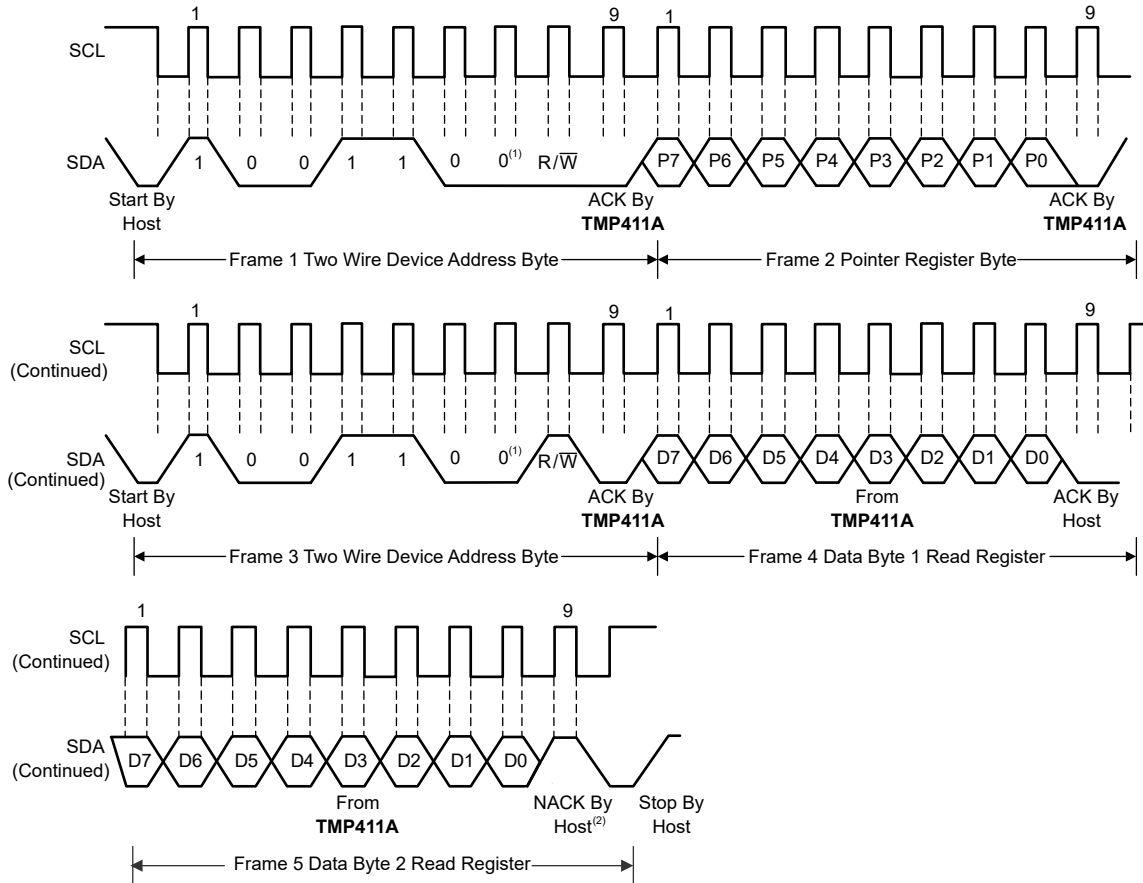 1 9 1 9
SCL
SDA 1 0 0 1 1 0 0(1) R/W̅ P7 P6 P5 P4 P3 P2 P1 P0
Start By ACK By ACK By
Host TMP411A TMP411A
Frame 1 Two Wire Device Address Byte Frame 2 Pointer Register Byte
1 9 1 9
SCL
(Continued)
SDA 1 0 0 1 1 0 0(1) R/W̅ D7 D6 D5 D4 D3 D2 D1 D0
(Continued)
Start By ACK By From ACK By
Host TMP411A TMP411A Host
Frame 3 Two Wire Device Address Byte Frame 4 Data Byte 1 Read Register
1 9
SCL
(Continued)
SDA D7 D6 D5 D4 D3 D2 D1 D0
(Continued)
From NACK By Stop By
TMP411A Host(2) Host
Frame 5 Data Byte 2 Read Register